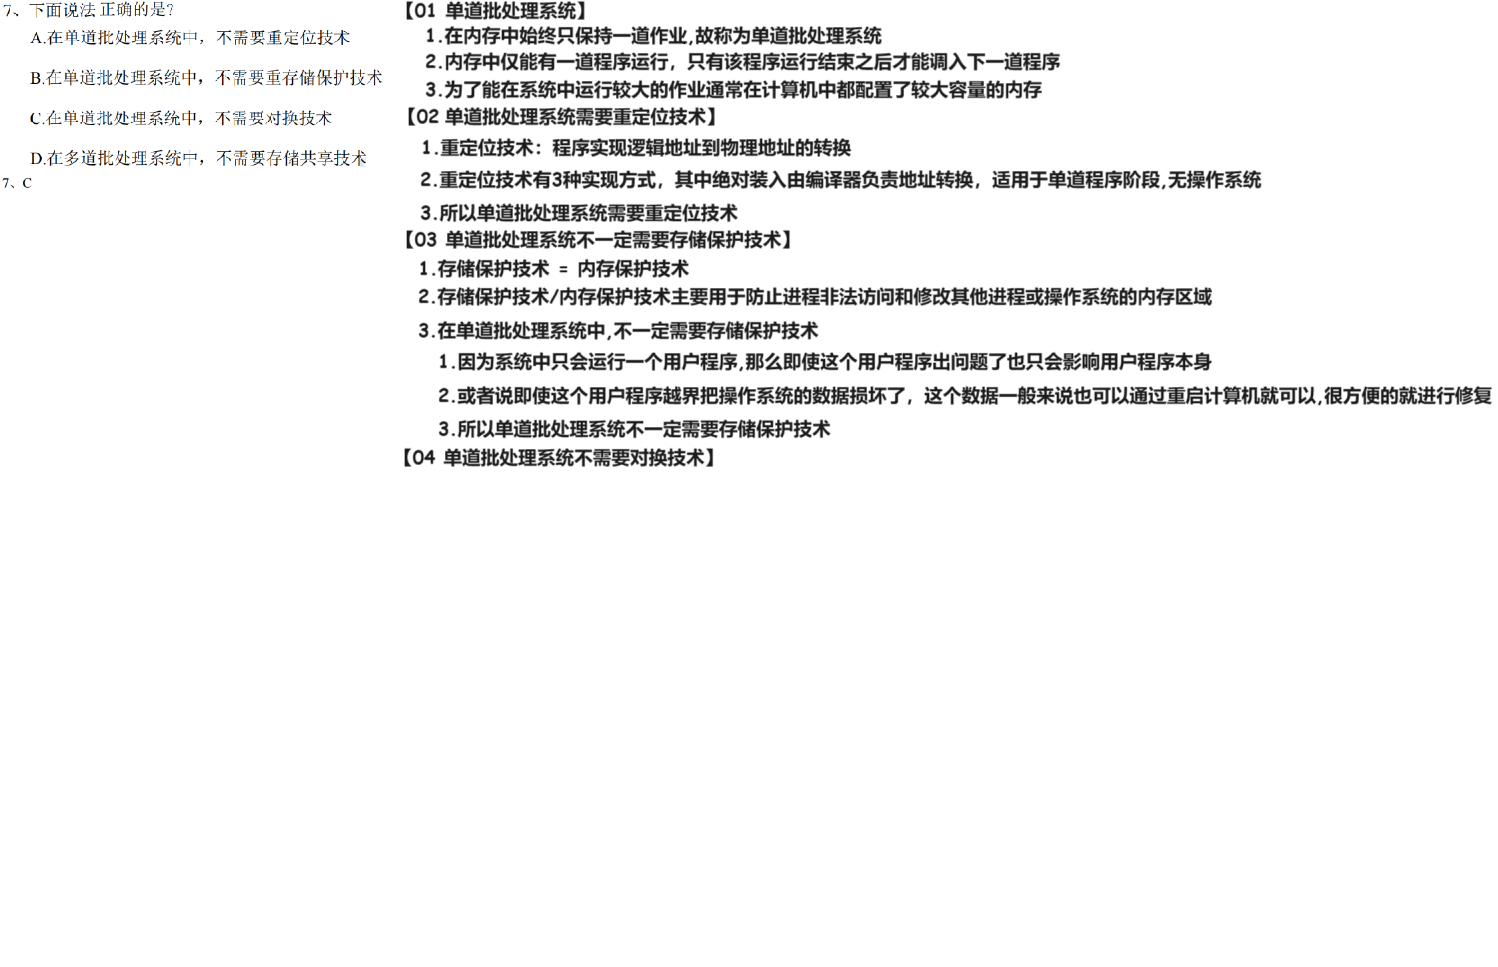 7、下面说法正确的是?
A.在单道批处理系统中，不需要重定位技术
B.在单道批处理系统中，不需要重存储保护技术
C.在单道批处理系统中，不需要对换技术
D.在多道批处理系统中，不需要存储共享技术
7、C
【01 单道批处理系统】
1.在内存中始终只保持一道作业,故称为单道批处理系统
2.内存中仅能有一道程序运行，只有该程序运行结束之后才能调入下一道程序
3.为了能在系统中运行较大的作业通常在计算机中都配置了较大容量的内存
【02 单道批处理系统需要重定位技术】
1.重定位技术：程序实现逻辑地址到物理地址的转换
2.重定位技术有3种实现方式，其中绝对装入由编译器负责地址转换，适用于单道程序阶段,无操作系统
3.所以单道批处理系统需要重定位技术
【03 单道批处理系统不一定需要存储保护技术】
1.存储保护技术 = 内存保护技术
2.存储保护技术/内存保护技术主要用于防止进程非法访问和修改其他进程或操作系统的内存区域
3.在单道批处理系统中,不一定需要存储保护技术
1.因为系统中只会运行一个用户程序,那么即使这个用户程序出问题了也只会影响用户程序本身
2.或者说即使这个用户程序越界把操作系统的数据损坏了，这个数据一般来说也可以通过重启计算机就可以,很方便的就进行修复
3.所以单道批处理系统不一定需要存储保护技术
【04 单道批处理系统不需要对换技术】